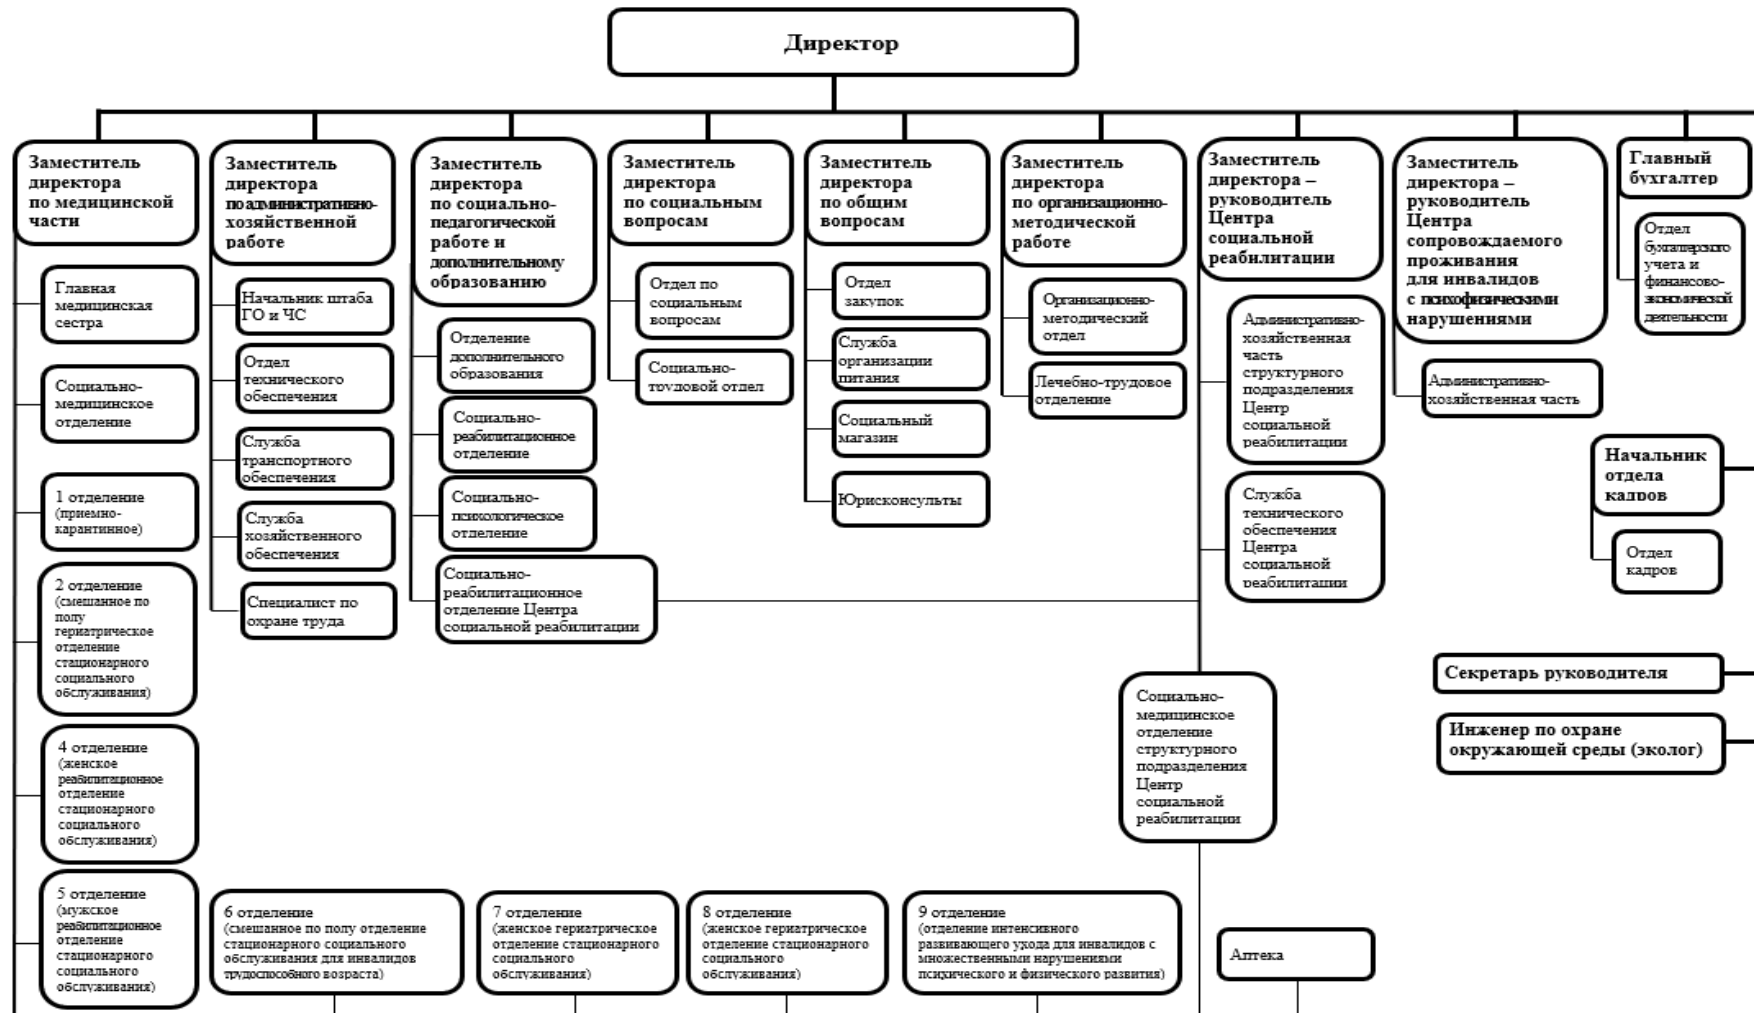 Директор
Заместитель
директора
по медицинской
части
Главная
медицинская
сестра
Социально-
медицинское
отделение
1 отделение
(приемно-
карантинное)
2 отделение
(смешанное по
полу
гериатрическое
отделение
стационарного
социального
обслуживания)
4 отделение
(женское
реабилитационное
отделение
стационарного
социального
обслуживания)
5 отделение
(мужское
реабилитационное
отделение
стационарного
социального
обслуживания)
Заместитель
директора
по административно-
хозяйственной
работе
Начальник штаба
ГО и ЧС
Отдел
технического
обеспечения
Служба
транспортного
обеспечения
Служба
хозяйственного
обеспечения
Специалист по
охране труда
Заместитель
директора
по социально-
педагогической
работе и
дополнительному
образованию
Отделение
дополнительного
образования
Социально-
реабилитационное
отделение
Социально-
психологическое
отделение
Социально-
реабилитационное
отделение Центра
социальной реабилитации
Заместитель
директора
по социальным
вопросам
Отдел по
социальным
вопросам
Социально-
трудовой отдел
Заместитель
директора
по общим
вопросам
Отдел
закупок
Служба
организации
питания
Социальный
магазин
Юрисконсульты
Заместитель
директора
по организационно-
методической
работе
Организационно-
методический
отдел
Лечебно-трудовое
отделение
Заместитель
директора –
руководитель
Центра
социальной
реабилитации
Административно-
хозяйственная
часть
структурного
подразделения
Центр
социальной
реабилитации
Служба
технического
обеспечения
Центра
социальной
реабилитации
Социально-
медицинское
отделение
структурного
подразделения
Центр
социальной
реабилитации
Заместитель
директора –
руководитель
Центра
сопровождаемого
проживания
для инвалидов
с психофизическими
нарушениями
Административно-
хозяйственная часть
Главный
бухгалтер
Отдел
бухгалтерского
учета и
финансово-
экономической
деятельности
Начальник
отдела
кадров
Отдел
кадров
Секретарь руководителя
Инженер по охране
окружающей среды (эколог)
6 отделение
(смешанное по полу отделение
стационарного социального
обслуживания для инвалидов
трудоспособного возраста)
7 отделение
(женское гериатрическое
отделение стационарного
социального
обслуживания)
8 отделение
(женское гериатрическое
отделение стационарного
социального
обслуживания)
9 отделение
(отделение интенсивного
развивающего ухода для инвалидов с
множественными нарушениями
психического и физического развития)
Аптека